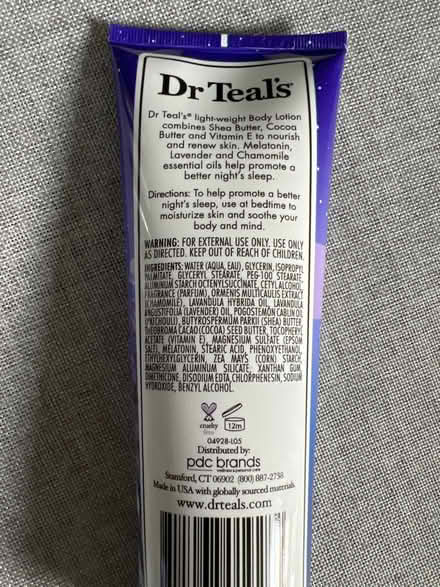 Dr Teal's
Dr Teal's® light-weight Body Lotion
combines Shea Butter, Cocoa
Butter and Vitamin E to nourish
and renew skin. Melatonin,
Lavender and Chamomile
essential oils help promote a
better night's sleep.
Directions: To help promote a better
night's sleep, use at bedtime to
moisturize skin and soothe your
body and mind.
WARNING: FOR EXTERNAL USE ONLY. USE ONLY
AS DIRECTED. KEEP OUT OF REACH OF CHILDREN.
INGREDIENTS: WATER (AQUA, EAU), GLYCERIN, ISOPROPYL
PALMITATE, GLYCERYL STEARATE, PEG-100 STEARATE,
ALUMINUM STARCH OCTENYLSUCCINATE, CETYL ALCOHOL,
FRAGRANCE (PARFUM), ORMENIS MULTICAULIS EXTRACT
(CHAMOMILE), LAVANDULA HYBRIDA OIL, LAVANDULA
ANGUSTIFOLIA (LAVENDER) OIL, POGOSTEMON CABLIN OIL
(PATCHOULI), BUTYROSPERMUM PARKII (SHEA) BUTTER,
THEOBROMA CACAO (COCOA) SEED BUTTER, TOCOPHERYL
ACETATE (VITAMIN E), MAGNESIUM SULFATE (EPSOM
SALT), MELATONIN, STEARIC ACID, PHENOXYETHANOL,
ETHYLHEXYLGLYCERIN, ZEA MAYS (CORN) STARCH,
MAGNESIUM ALUMINUM SILICATE, XANTHAN GUM,
DIMETHICONE, DISODIUM EDTA, CHLORPHENESIN, SODIUM
HYDROXIDE, BENZYL ALCOHOL.
cruelty
free
12m
04928-L05
Distributed by:
pdc brands
wellness & personal care
Stamford, CT 06902 (800) 887-2738
Made in USA with globally sourced materials.
www.drteals.com